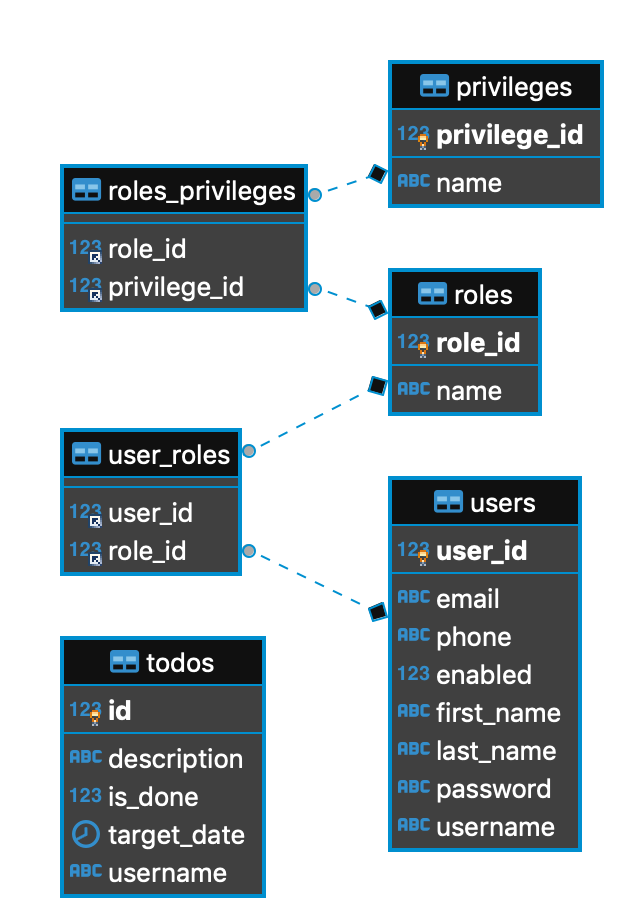 privileges
123 privilege_id
ABC name
roles_privileges
123 role_id
123 privilege_id
roles
123 role_id
ABC name
user_roles
123 user_id
123 role_id
users
123 user_id
ABC email
ABC phone
123 enabled
ABC first_name
ABC last_name
ABC password
ABC username
todos
123 id
ABC description
123 is_done
target_date
ABC username